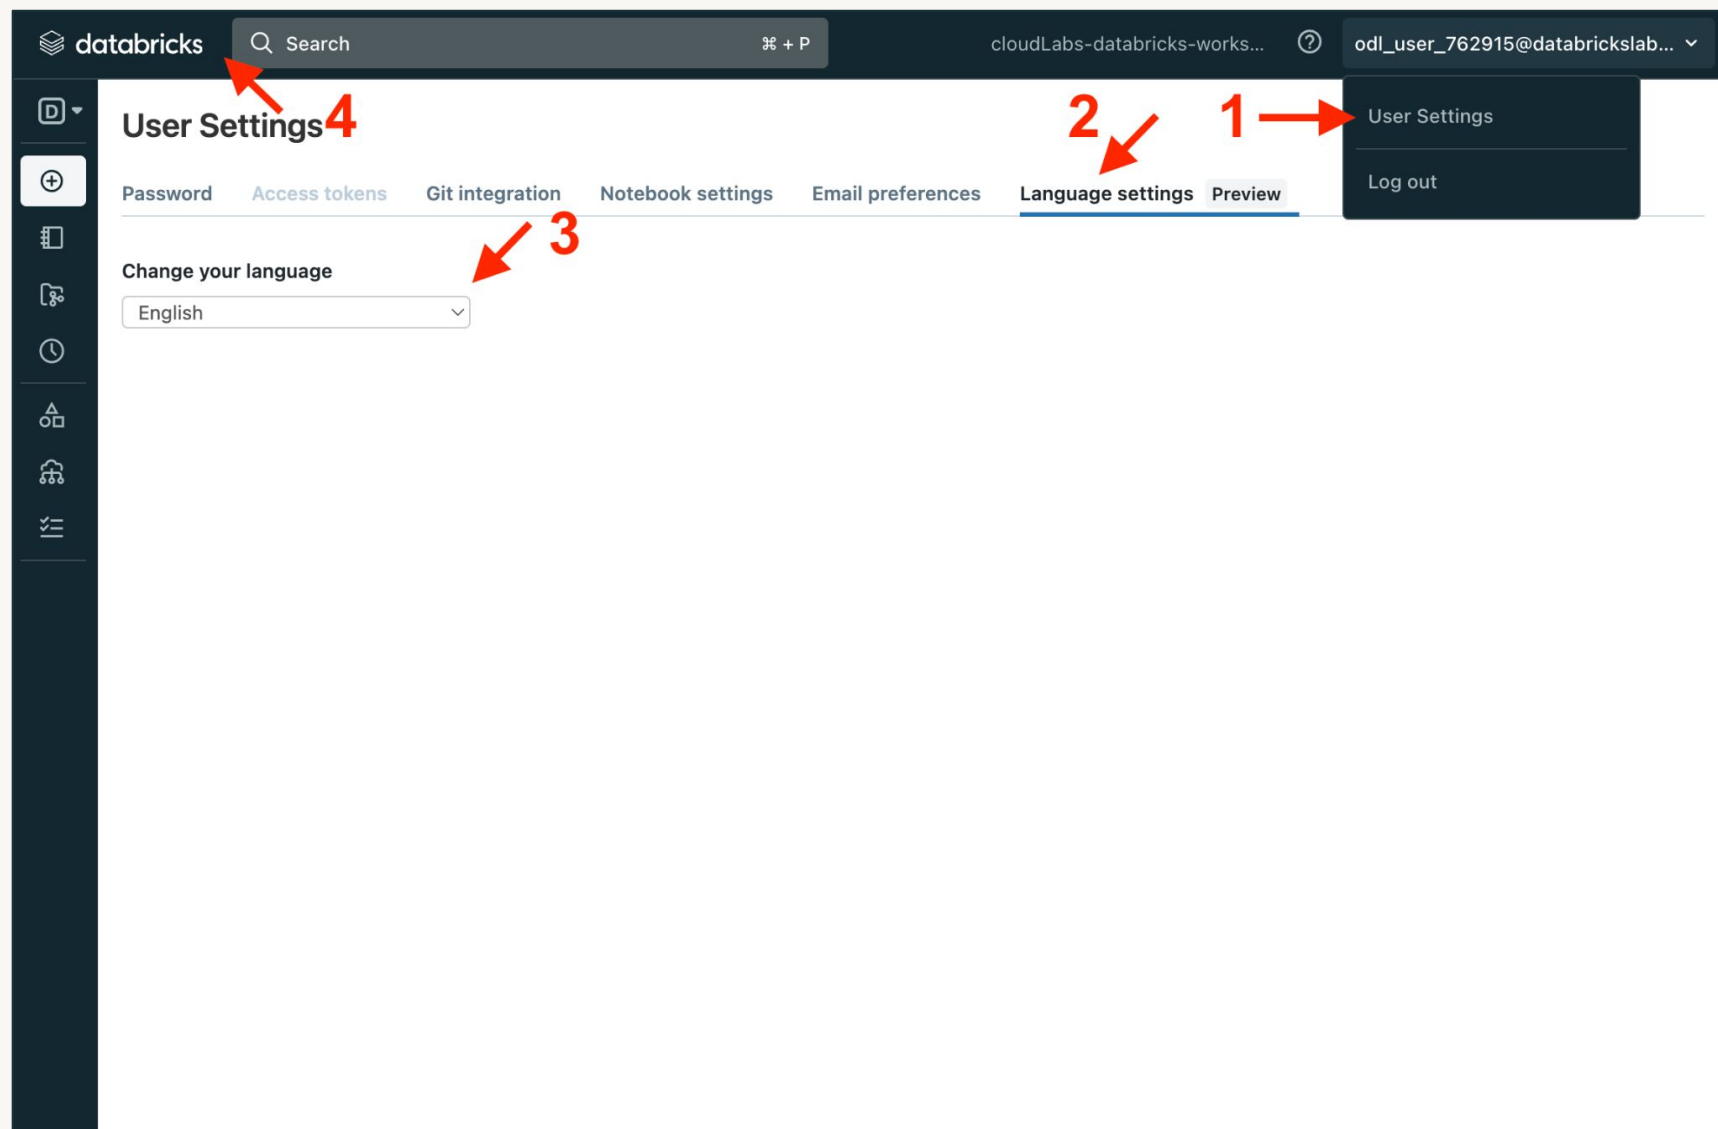 databricks
Search
⌘ + P
cloudLabs-databricks-works...
odl_user_762915@databrickslab...
D
User Settings
4
2
1
User Settings
Log out
Password
Access tokens
Git integration
Notebook settings
Email preferences
Language settings
Preview
3
Change your language
English